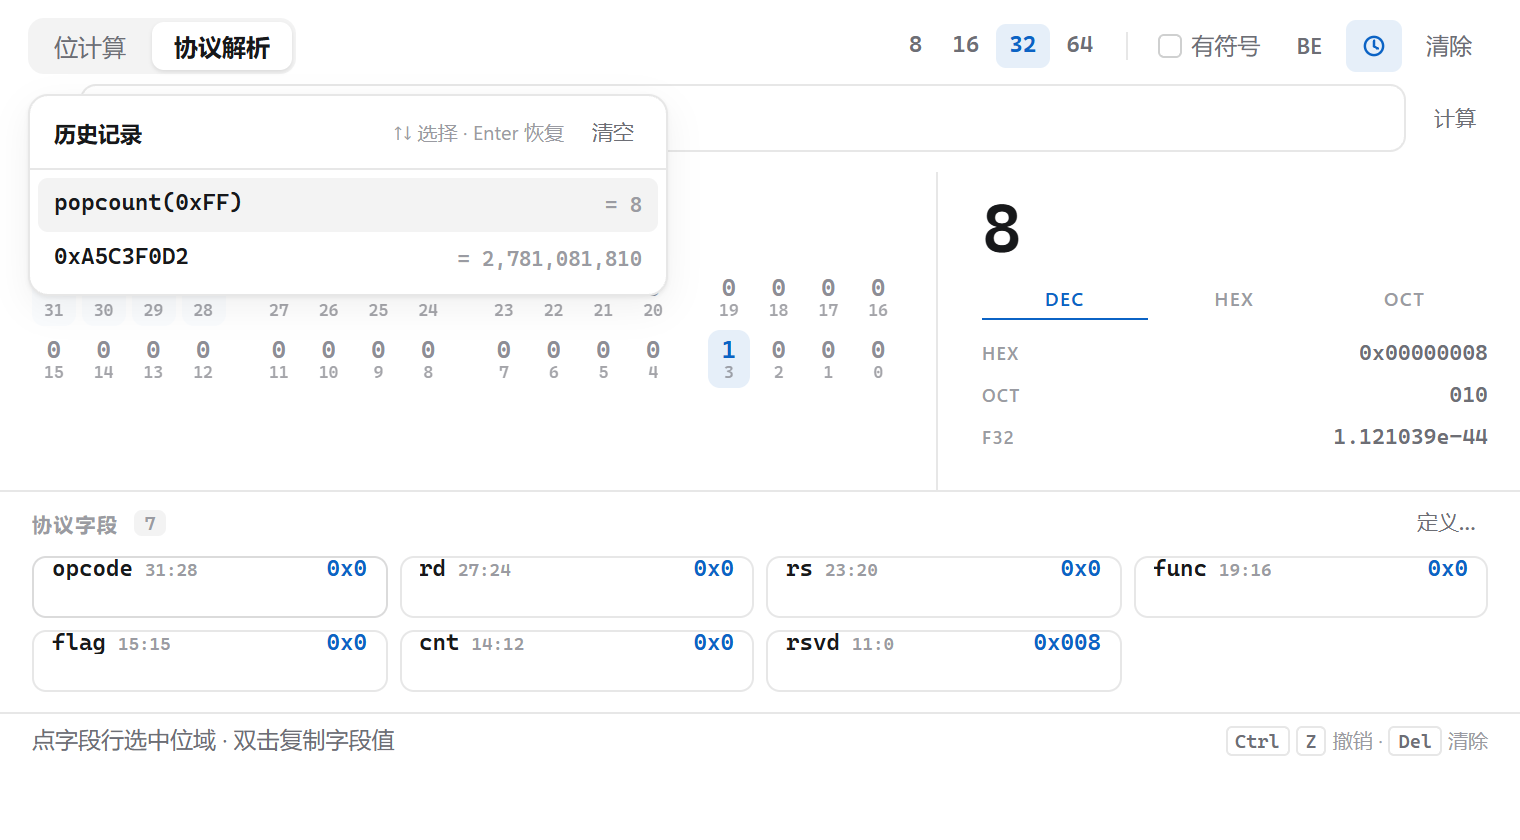 位计算 协议解析 8 16 32 64 有符号 BE 清除
计算
历史记录 ↑↓ 选择 · Enter 恢复 清空
popcount(0xFF) = 8
0xA5C3F0D2 = 2,781,081,810
8
0 0 0 0
31 30 29 28 27 26 25 24 23 22 21 20 19 18 17 16
0 0 0 0 0 0 0 0 0 0 0 0 1 0 0 0
15 14 13 12 11 10 9 8 7 6 5 4 3 2 1 0
DEC HEX OCT
HEX 0x00000008
OCT 010
F32 1.121039e-44
协议字段 7 定义...
opcode 31:28 0x0 rd 27:24 0x0 rs 23:20 0x0 func 19:16 0x0
flag 15:15 0x0 cnt 14:12 0x0 rsvd 11:0 0x008
点字段行选中位域 · 双击复制字段值 Ctrl Z 撤销 · Del 清除